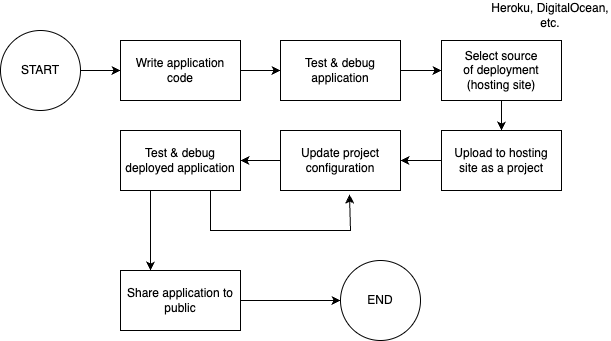 Heroku, DigitalOcean,
etc.
START
Write application
code
Test & debug
application
Select source
of deployment
(hosting site)
Test & debug
deployed application
Update project
configuration
Upload to hosting
site as a project
Share application to
public
END